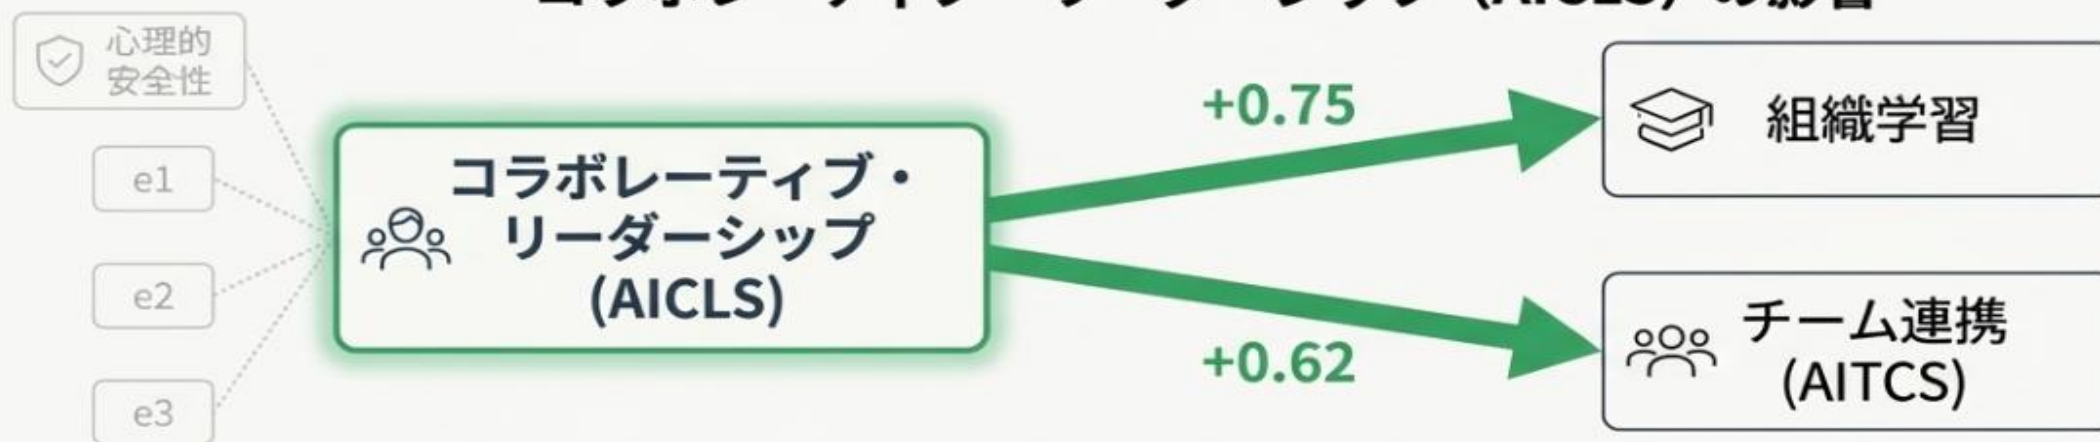 心理的
安全性
e1
e2
e3
コラボレーティブ・
リーダーシップ
(AICLS)
+0.75
+0.62
組織学習
チーム連携
(AITCS)